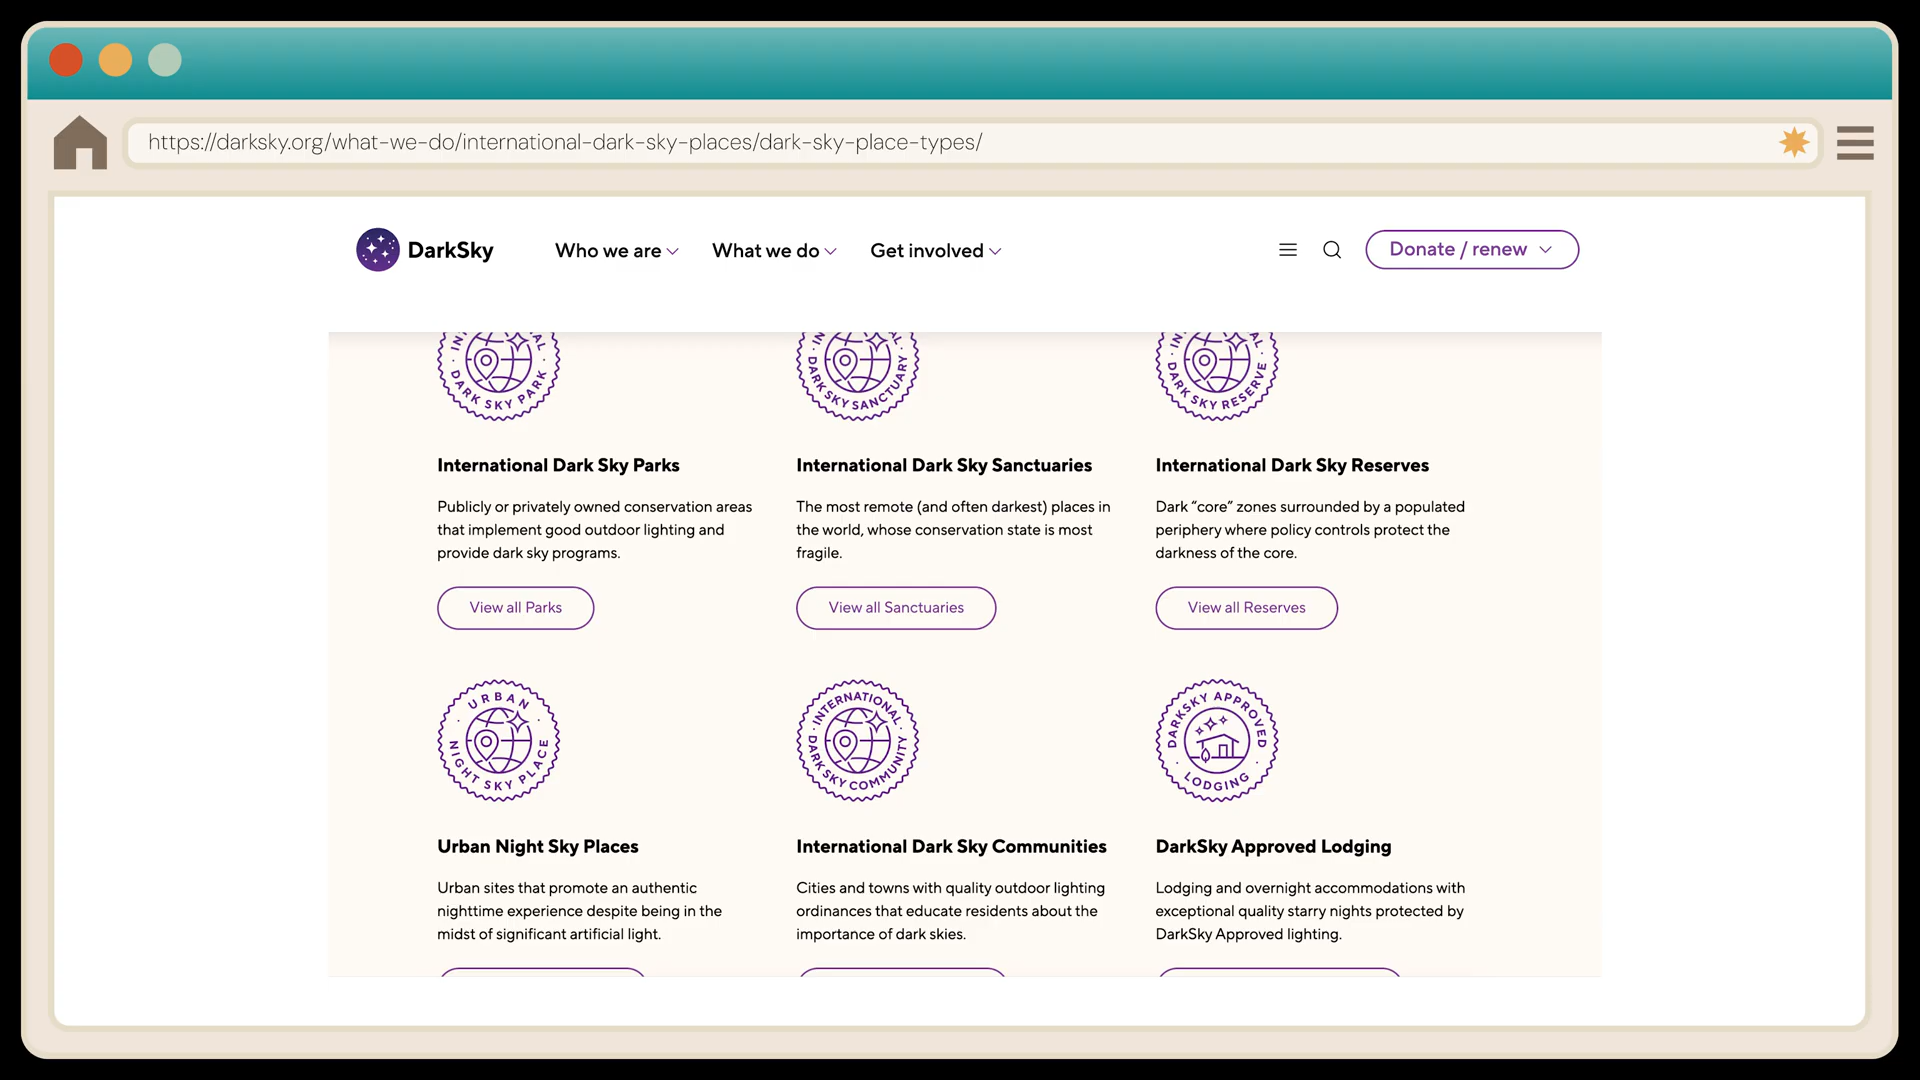 https://darksky.org/what-we-do/international-dark-sky-places/dark-sky-place-types/
DarkSky
Who we are
What we do
Get involved
Donate / renew
DARK SKY PARK
DARK SKY SANCTUARY
DARK SKY RESERVE
International Dark Sky Parks
Publicly or privately owned conservation areas
that implement good outdoor lighting and
provide dark sky programs.
View all Parks
International Dark Sky Sanctuaries
The most remote (and often darkest) places in
the world, whose conservation state is most
fragile.
View all Sanctuaries
International Dark Sky Reserves
Dark “core” zones surrounded by a populated
periphery where policy controls protect the
darkness of the core.
View all Reserves
· URBAN ·
NIGHT SKY PLACE
· INTERNATIONAL ·
DARK SKY COMMUNITY
DARKSKY APPROVED
· LODGING ·
Urban Night Sky Places
Urban sites that promote an authentic
nighttime experience despite being in the
midst of significant artificial light.
International Dark Sky Communities
Cities and towns with quality outdoor lighting
ordinances that educate residents about the
importance of dark skies.
DarkSky Approved Lodging
Lodging and overnight accommodations with
exceptional quality starry nights protected by
DarkSky Approved lighting.